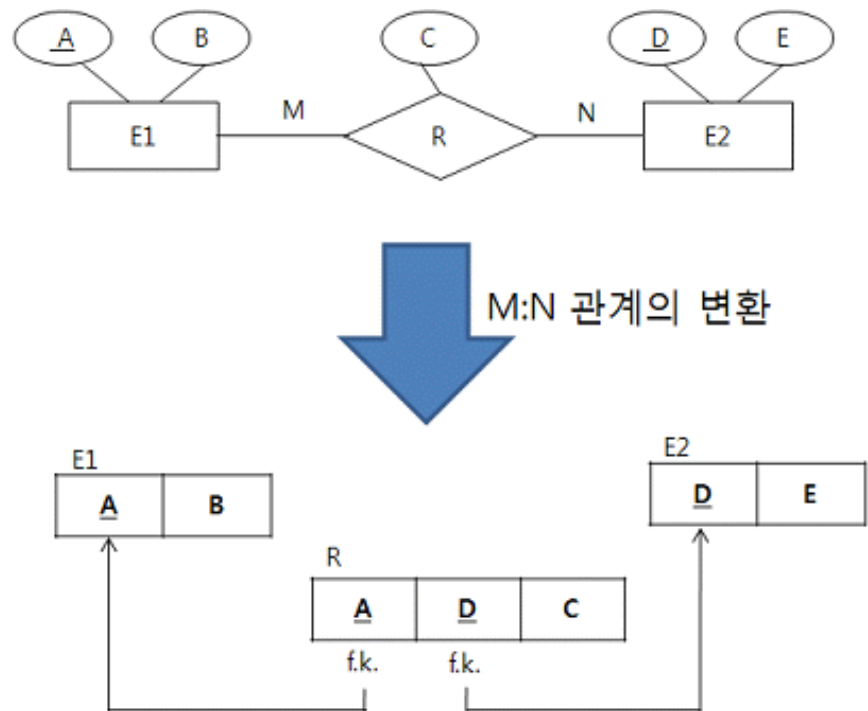 A B C D E
M N
E1 R E2
M:N 관계의 변환
E1
A B
E2
D E
R
A D C
f.k. f.k.